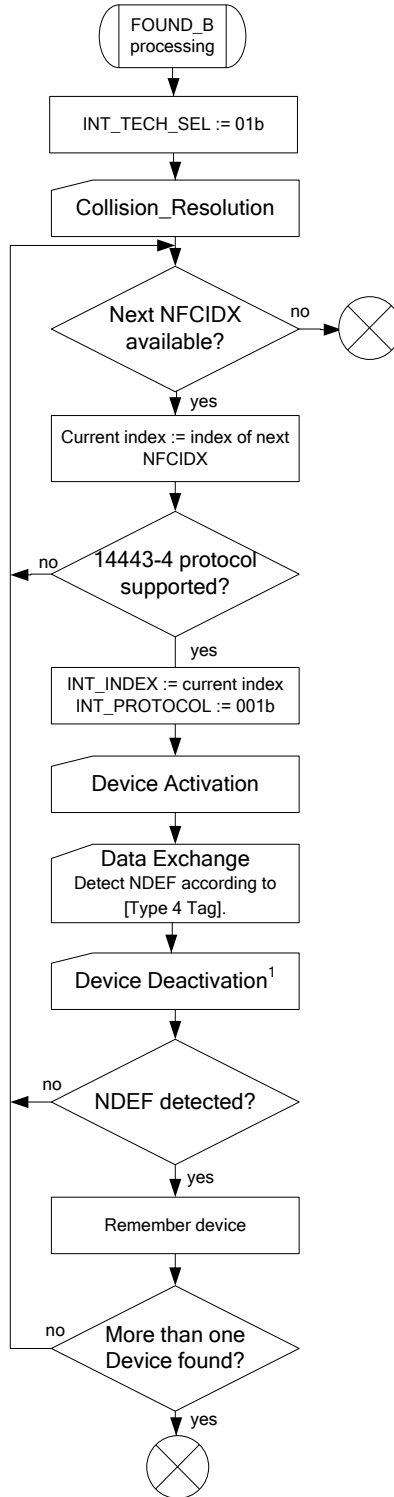 FOUND_B
processing
INT_TECH_SEL := 01b
Collision_Resolution
Next NFCIDX
available?
no
yes
Current index := index of next
NFCIDX
14443-4 protocol
supported?
no
yes
INT_INDEX := current index
INT_PROTOCOL := 001b
Device Activation
Data Exchange
Detect NDEF according to
[Type 4 Tag].
Device Deactivation¹
NDEF detected?
no
yes
Remember device
More than one
Device found?
no
yes